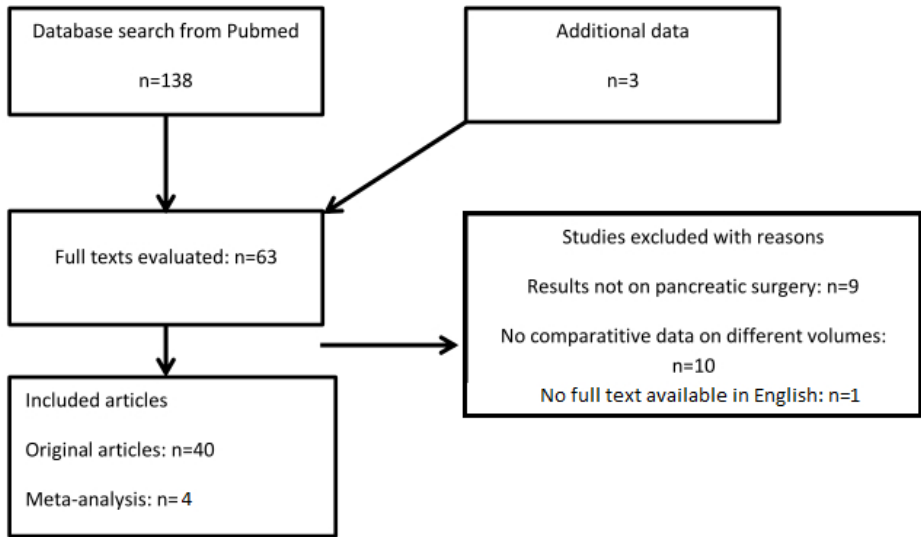 Database search from Pubmed
n=138
Additional data
n=3
Full texts evaluated: n=63
Studies excluded with reasons
Results not on pancreatic surgery: n=9
No comparatitive data on different volumes:
n=10
No full text available in English: n=1
Included articles
Original articles: n=40
Meta-analysis: n= 4